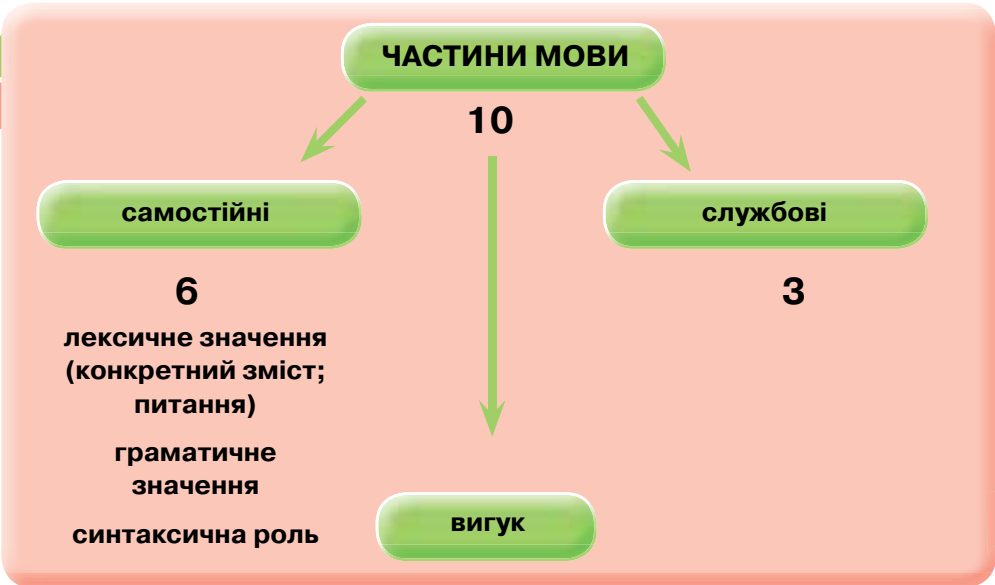 ЧАСТИНИ МОВИ
10
самостійні
службові
6
3
лексичне значення
(конкретний зміст;
питання)
граматичне
значення
синтаксична роль
вигук